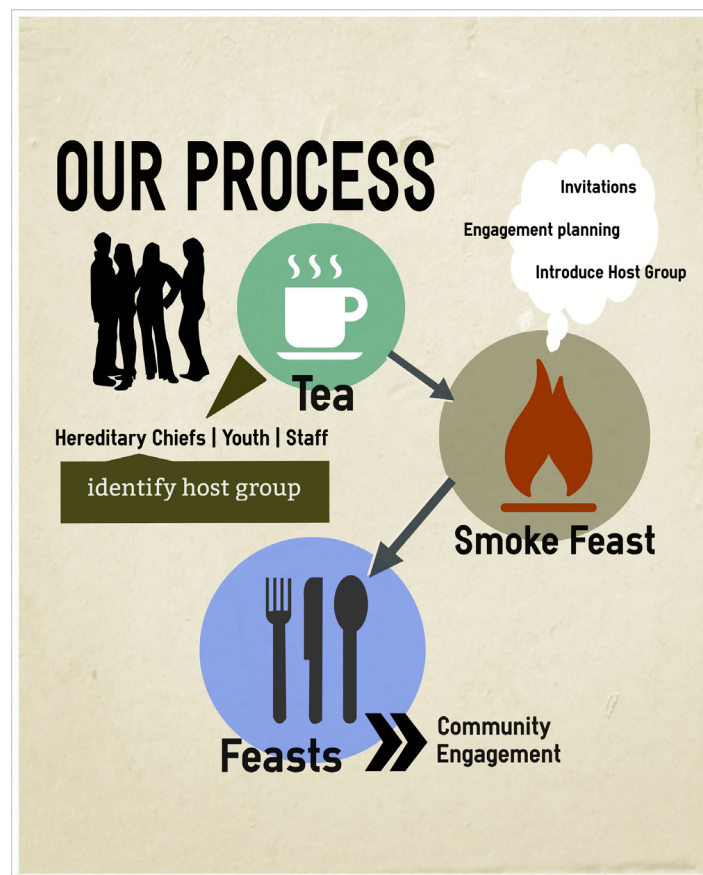 OUR PROCESS
Invitations
Engagement planning
Introduce Host Group
Tea
Hereditary Chiefs | Youth | Staff
identify host group
Smoke Feast
Feasts
Community
Engagement